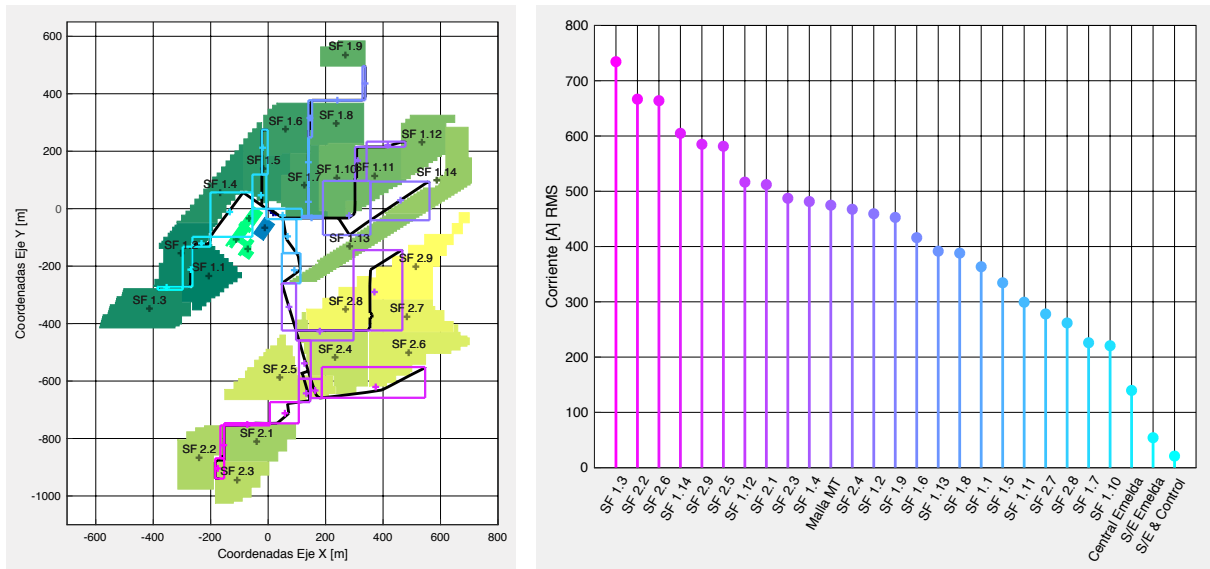 600
400
200
0
-200
-400
-600
-800
-1000
-600
-400
-200
0
200
400
600
800
Coordenadas Eje Y [m]
Coordenadas Eje X [m]
SF 1.9
SF 1.6
SF 1.8
SF 1.12
SF 1.5
SF 1.7
SF 1.10
SF 1.11
SF 1.14
SF 1.4
SF 1.13
SF 1.1
SF 1.3
SF 2.9
SF 2.8
SF 2.7
SF 2.4
SF 2.6
SF 2.5
SF 2.1
SF 2.2
SF 2.3
800
700
600
500
400
300
200
100
0
Corriente [A] RMS
SF 1.3
SF 2.2
SF 2.6
SF 1.14
SF 2.9
SF 2.5
SF 1.12
SF 2.1
SF 2.3
SF 1.4
Malla MT
SF 2.4
SF 1.2
SF 1.9
SF 1.6
SF 1.13
SF 1.8
SF 1.1
SF 1.5
SF 1.11
SF 2.7
SF 2.8
SF 1.7
SF 1.10
Central Emelda
S/E Emelda
S/E & Control